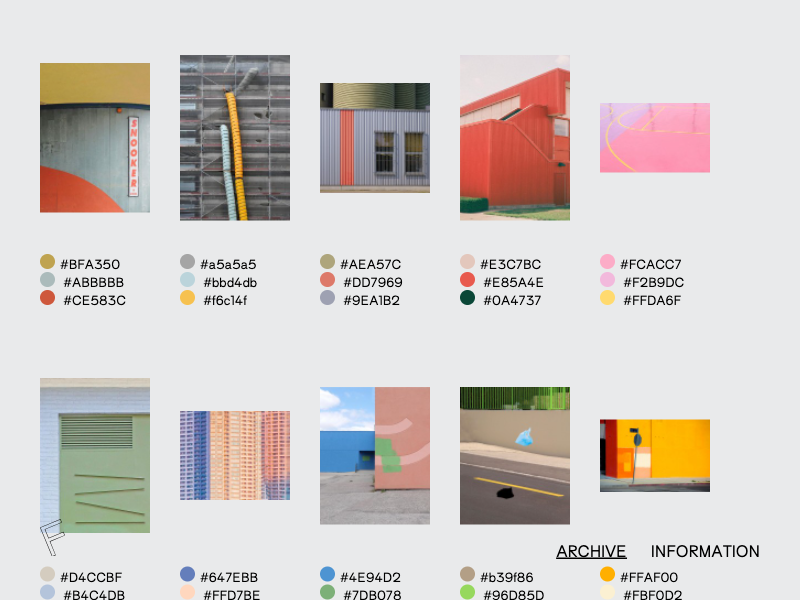 SNOOKER
#BFA350
#ABBBBB
#CE583C
#a5a5a5
#bbd4db
#f6c14f
#AEA57C
#DD7969
#9EA1B2
#E3C7BC
#E85A4E
#0A4737
#FCACC7
#F2B9DC
#FFDA6F
F
ARCHIVE INFORMATION
#D4CCBF
#B4C4DB
#647EBB
#FFD7BE
#4E94D2
#7DB078
#b39f86
#96D85D
#FFAF00
#FBF0D2